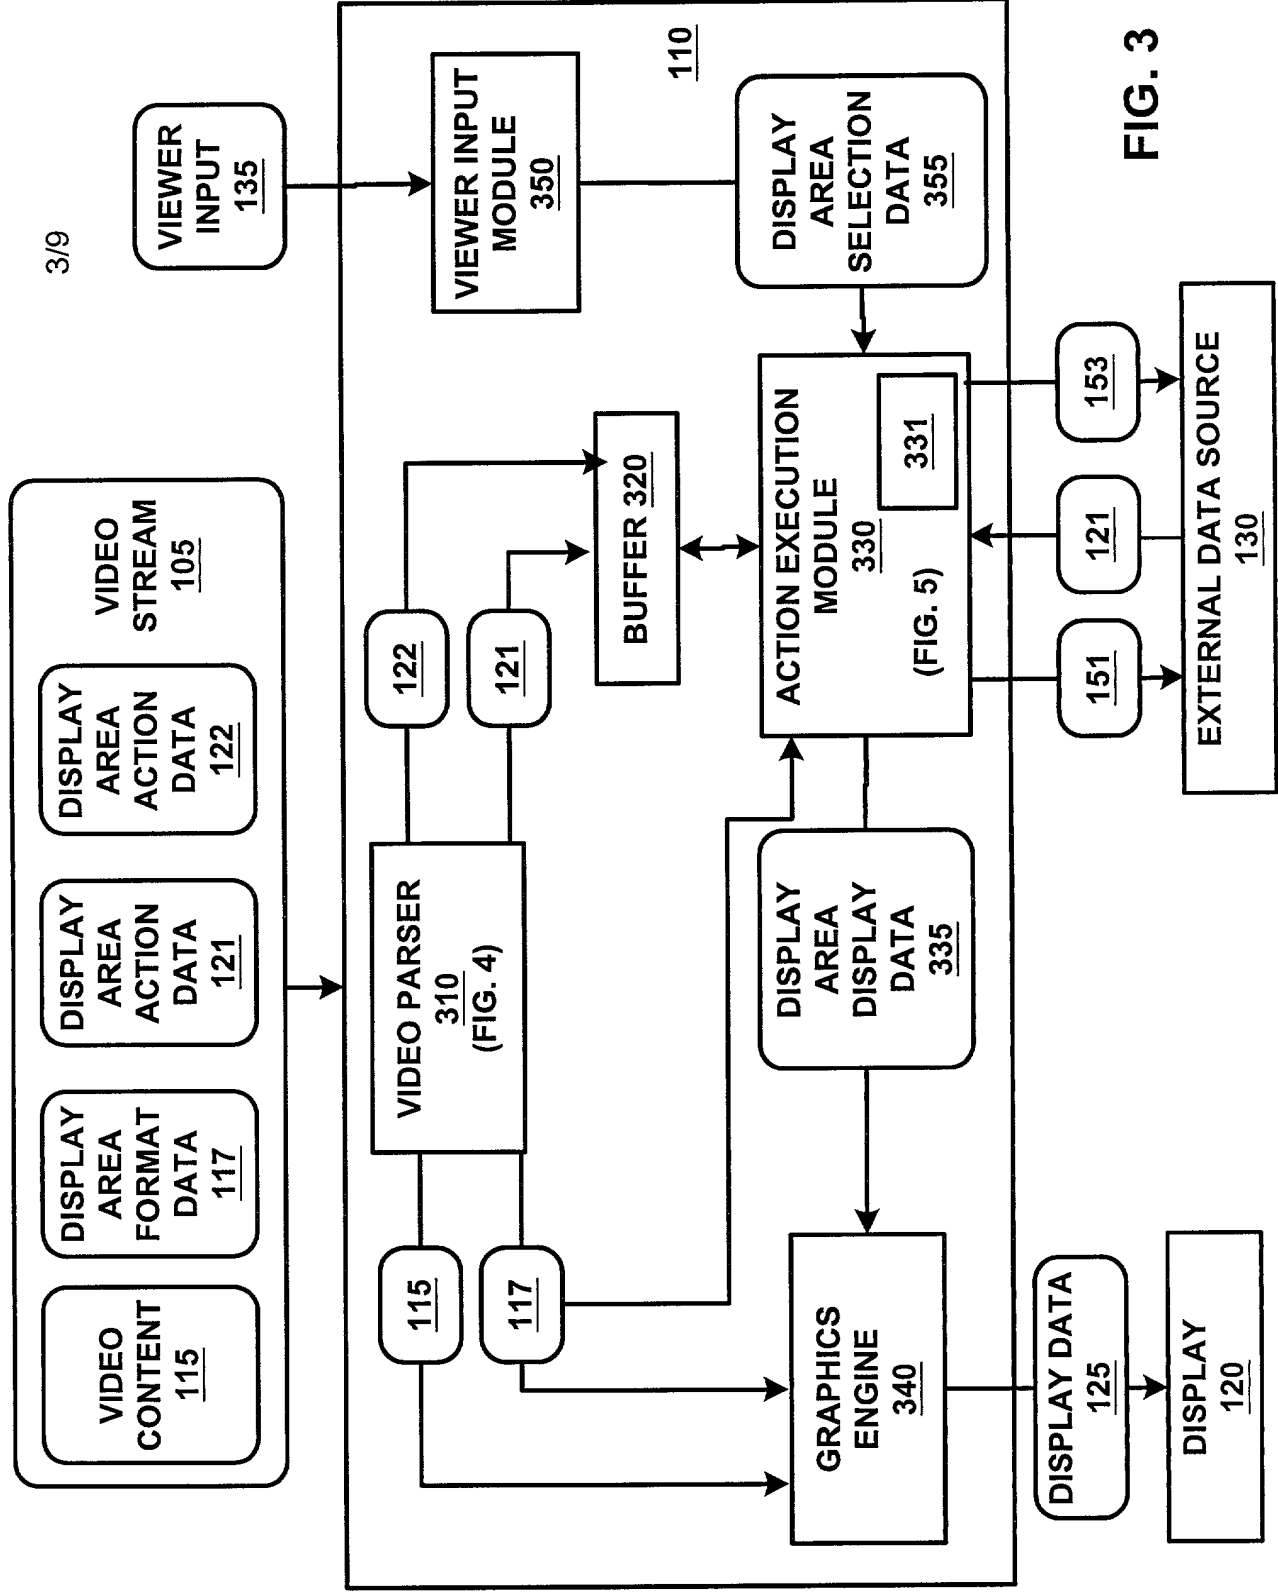 3/9
VIDEO
CONTENT
115
DISPLAY
AREA
FORMAT
DATA
117
DISPLAY
AREA
ACTION
DATA
121
DISPLAY
AREA
ACTION
DATA
122
VIDEO
STREAM
105
VIEWER
INPUT
135
115
117
VIDEO PARSER
310
(FIG. 4)
122
121
BUFFER 320
VIEWER INPUT
MODULE
350
110
GRAPHICS
ENGINE
340
DISPLAY
AREA
DISPLAY
DATA
335
ACTION EXECUTION
MODULE
330
(FIG. 5)
331
DISPLAY
AREA
SELECTION
DATA
355
DISPLAY DATA
125
DISPLAY
120
151
121
153
EXTERNAL DATA SOURCE
130
FIG. 3